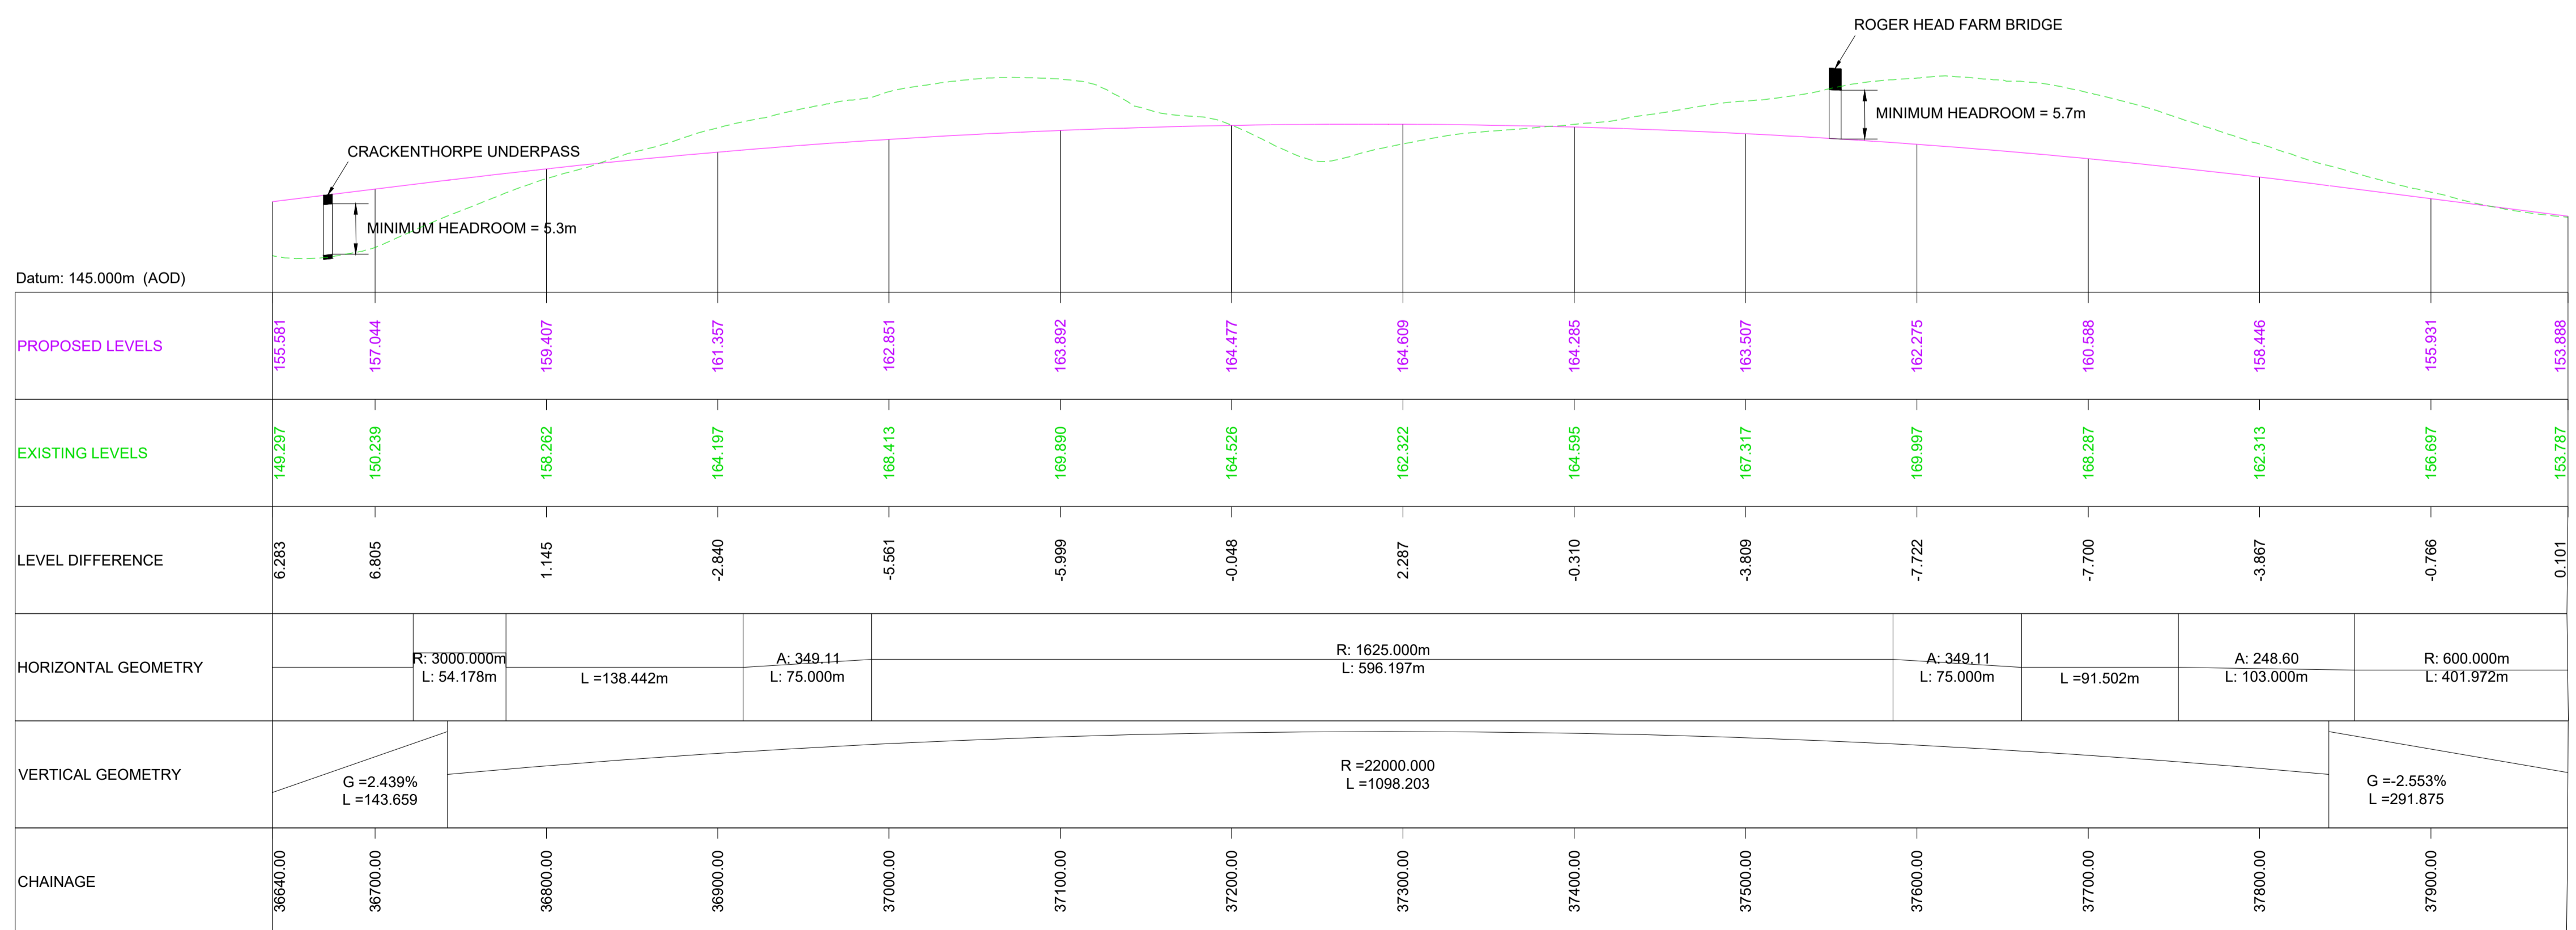 ROGER HEAD FARM BRIDGE
MINIMUM HEADROOM = 5.7m
CRACKENTHORPE UNDERPASS
MINIMUM HEADROOM = 5.3m
Datum: 145.000m (AOD)
PROPOSED LEVELS
155.581
157.044
159.407
161.357
162.851
163.892
164.477
164.609
164.285
163.507
162.275
160.588
158.446
155.931
153.888
EXISTING LEVELS
149.297
150.239
158.262
164.197
168.413
169.890
164.526
162.322
164.595
167.317
169.997
168.287
162.313
156.697
153.787
LEVEL DIFFERENCE
6.283
6.805
1.145
-2.840
-5.561
-5.999
-0.048
2.287
-0.310
-3.809
-7.722
-7.700
-3.867
-0.766
0.101
HORIZONTAL GEOMETRY
R: 3000.000m
L: 54.178m
L =138.442m
A: 349.11
L: 75.000m
R: 1625.000m
L: 596.197m
A: 349.11
L: 75.000m
L =91.502m
A: 248.60
L: 103.000m
R: 600.000m
L: 401.972m
VERTICAL GEOMETRY
G =2.439%
L =143.659
R =22000.000
L =1098.203
G =-2.553%
L =291.875
CHAINAGE
36640.00
36700.00
36800.00
36900.00
37000.00
37100.00
37200.00
37300.00
37400.00
37500.00
37600.00
37700.00
37800.00
37900.00